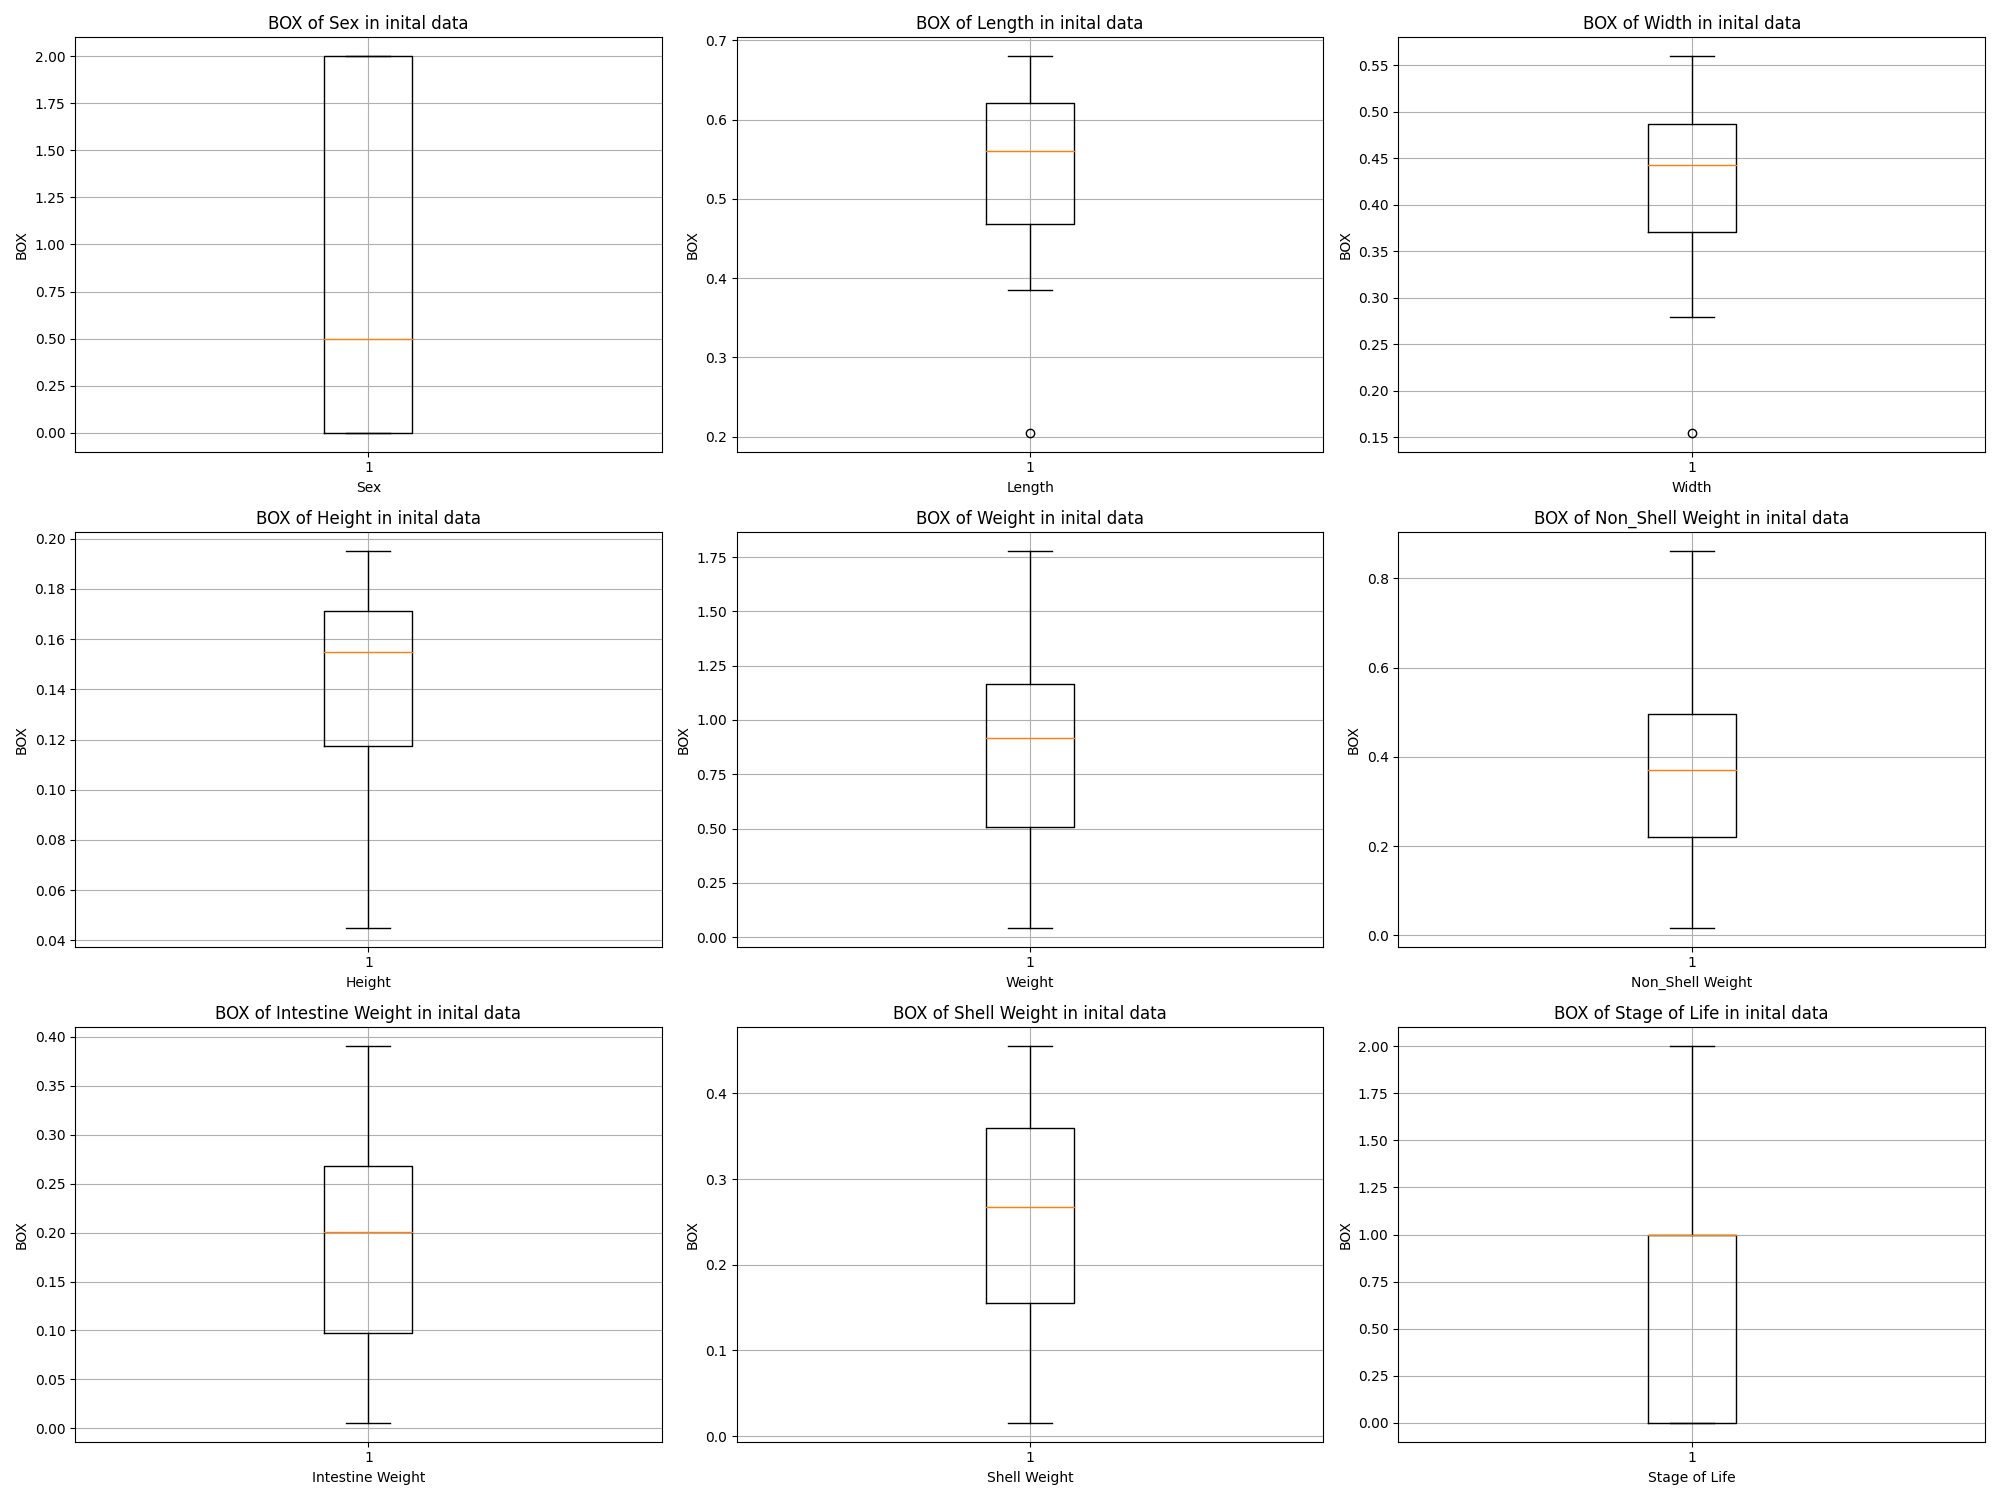 BOX of Sex in inital data
2.00
1.75
1.50
1.25
1.00
0.75
0.50
0.25
0.00
BOX
1
Sex
BOX of Length in inital data
0.7
0.6
0.5
0.4
0.3
0.2
BOX
1
Length
BOX of Width in inital data
0.55
0.50
0.45
0.40
0.35
0.30
0.25
0.20
0.15
BOX
1
Width
BOX of Height in inital data
0.20
0.18
0.16
0.14
0.12
0.10
0.08
0.06
0.04
BOX
1
Height
BOX of Weight in inital data
1.75
1.50
1.25
1.00
0.75
0.50
0.25
0.00
BOX
1
Weight
BOX of Non_Shell Weight in inital data
0.8
0.6
0.4
0.2
0.0
BOX
1
Non_Shell Weight
BOX of Intestine Weight in inital data
0.40
0.35
0.30
0.25
0.20
0.15
0.10
0.05
0.00
BOX
1
Intestine Weight
BOX of Shell Weight in inital data
0.4
0.3
0.2
0.1
0.0
BOX
1
Shell Weight
BOX of Stage of Life in inital data
2.00
1.75
1.50
1.25
1.00
0.75
0.50
0.25
0.00
BOX
1
Stage of Life